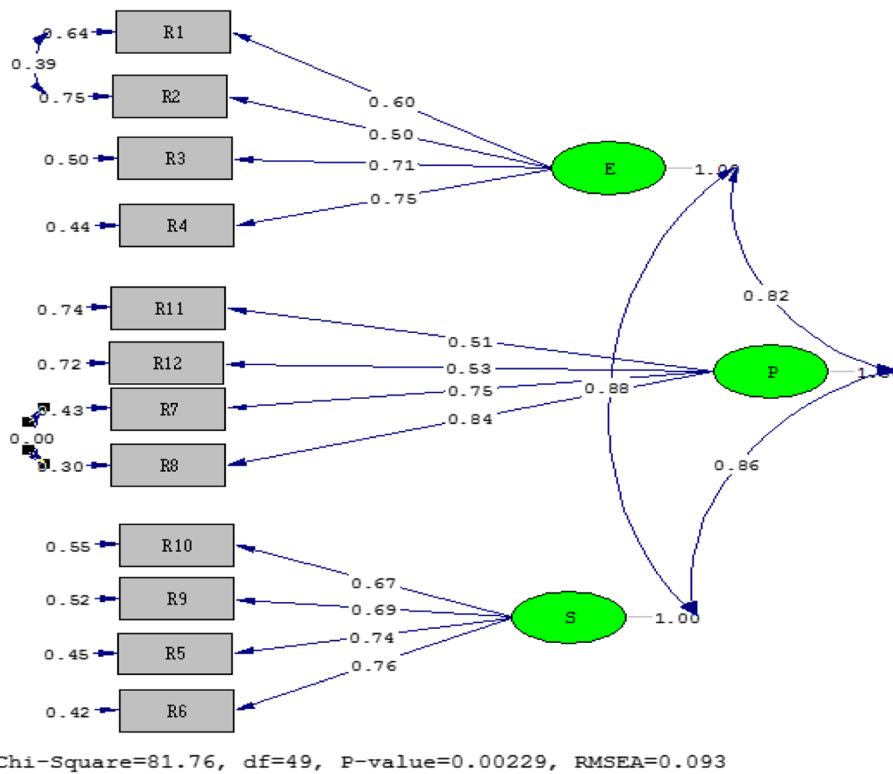 0.64 R1
0.39
0.75 R2
0.60
0.50
0.50 R3
0.71
E 1.00
0.75
0.44 R4
0.82
0.74 R11
0.51
0.72 R12
0.53
P
0.75
0.88
0.43 R7
0.84
0.00
0.30 R8
0.86
0.55 R10
0.67
0.52 R9
0.69
S 1.00
0.74
0.45 R5
0.76
0.42 R6
Chi-Square=81.76, df=49, P-value=0.00229, RMSEA=0.093